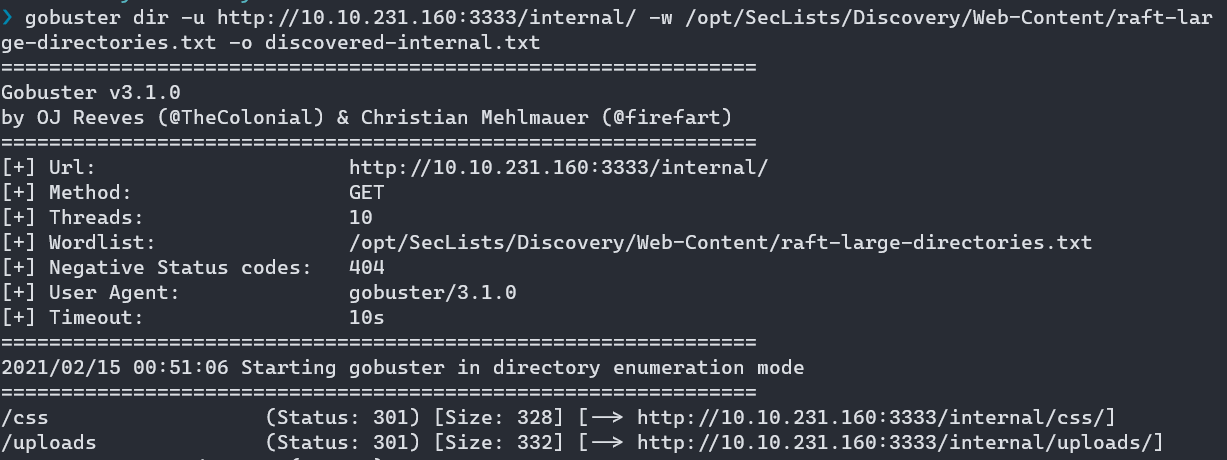 ❯ gobuster dir -u http://10.10.231.160:3333/internal/ -w /opt/SecLists/Discovery/Web-Content/raft-lar
ge-directories.txt -o discovered-internal.txt
===============================================================
Gobuster v3.1.0
by OJ Reeves (@TheColonial) & Christian Mehlmauer (@firefart)
===============================================================
[+] Url:                     http://10.10.231.160:3333/internal/
[+] Method:                  GET
[+] Threads:                 10
[+] Wordlist:                /opt/SecLists/Discovery/Web-Content/raft-large-directories.txt
[+] Negative Status codes:   404
[+] User Agent:              gobuster/3.1.0
[+] Timeout:                 10s
===============================================================
2021/02/15 00:51:06 Starting gobuster in directory enumeration mode
===============================================================
/css                  (Status: 301) [Size: 328] [--> http://10.10.231.160:3333/internal/css/]
/uploads              (Status: 301) [Size: 332] [--> http://10.10.231.160:3333/internal/uploads/]